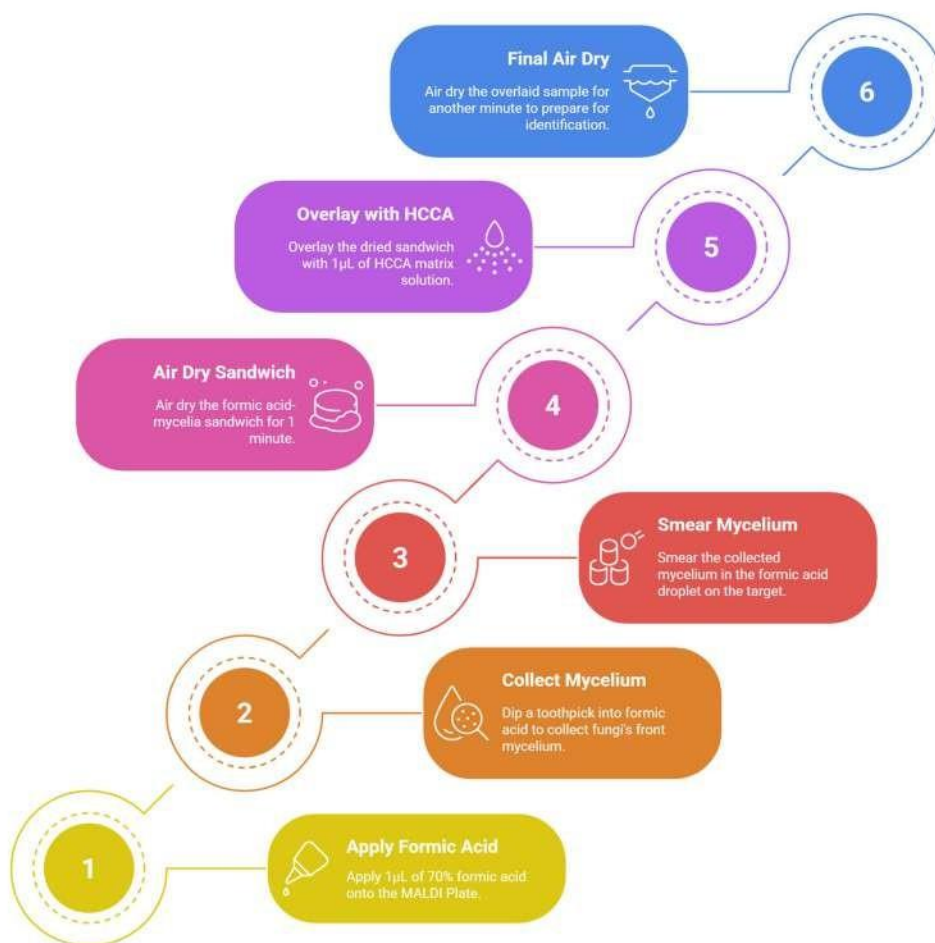 Final Air Dry
Air dry the overlaid sample for
another minute to prepare for
identification.
6
Overlay with HCCA
Overlay the dried sandwich
with 1µL of HCCA matrix
solution.
5
Air Dry Sandwich
Air dry the formic acid-
mycelia sandwich for 1
minute.
4
3
Smear Mycelium
Smear the collected
mycelium in the formic acid
droplet on the target.
2
Collect Mycelium
Dip a toothpick into formic
acid to collect fungi's front
mycelium.
1
Apply Formic Acid
Apply 1µL of 70% formic acid
onto the MALDI Plate.